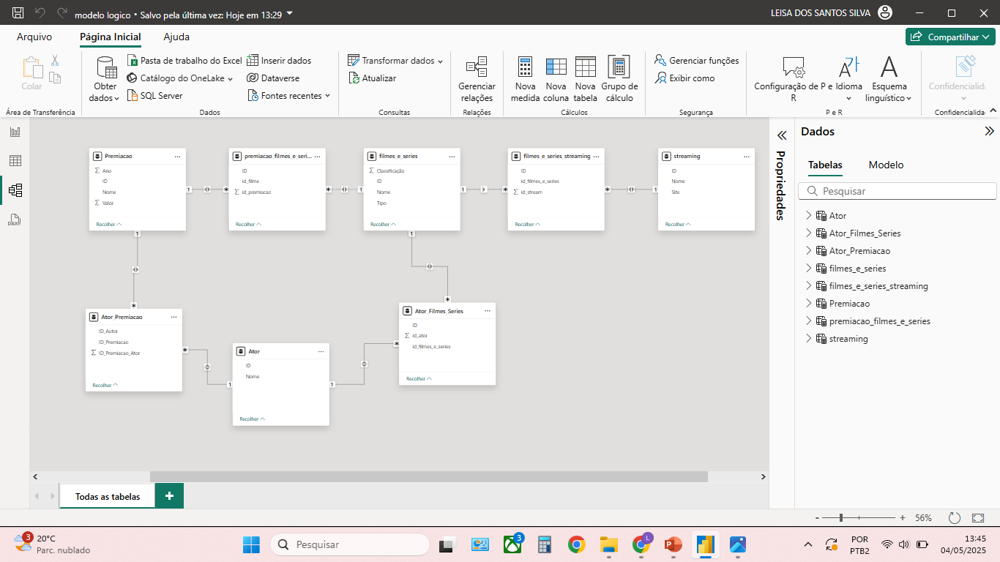 modelo logico • Salvo pela última vez: Hoje em 13:29
LEISA DOS SANTOS SILVA
Arquivo
Página Inicial
Ajuda
Compartilhar
Colar
Área de Transferência
Obter dados
Pasta de trabalho do Excel
Catálogo do OneLake
SQL Server
Inserir dados
Dataverse
Fontes recentes
Dados
Transformar dados
Atualizar
Consultas
Gerenciar relações
Relações
Nova medida
Nova coluna
Nova tabela
Grupo de cálculo
Cálculos
Gerenciar funções
Exibir como
Segurança
Configuração de P e R
Idioma
Esquema linguístico
P e R
Confidencialida
Confidencialida
Premiacao
Σ Ano
ID
Nome
Σ Valor
Recolher
1
*
premiacao_filmes_e_seri...
ID
id_filme
Σ id_premiacao
Recolher
*
1
filmes_e_series
Σ Classificação
ID
Nome
Tipo
Recolher
1
*
filmes_e_series_streaming
ID
id_filmes_e_series
Σ id_stream
Recolher
*
1
streaming
ID
Nome
Site
Recolher
1
*
1
*
Ator_Premiacao
ID_Autor
ID_Premiacao
Σ ID_Premiacao_Ator
Recolher
*
1
Ator
ID
Nome
Recolher
1
*
Ator_Filmes_Series
ID
Σ id_ator
id_filmes_e_series
Recolher
Propriedades
Dados
Tabelas
Modelo
Pesquisar
Ator
Ator_Filmes_Series
Ator_Premiacao
filmes_e_series
filmes_e_series_streaming
Premiacao
premiacao_filmes_e_series
streaming
Todas as tabelas
+
- + 56%
3
20°C
Parc. nublado
Pesquisar
3
L
POR
PTB2
13:45
04/05/2025